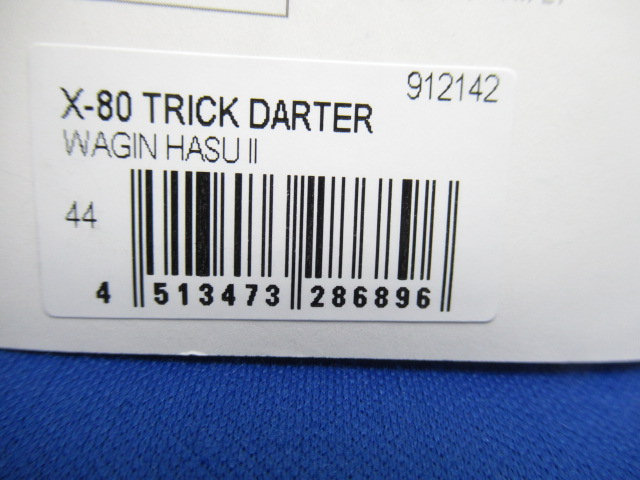 912142
X-80 TRICK DARTER
WAGIN HASU II
44
4 513473 286896